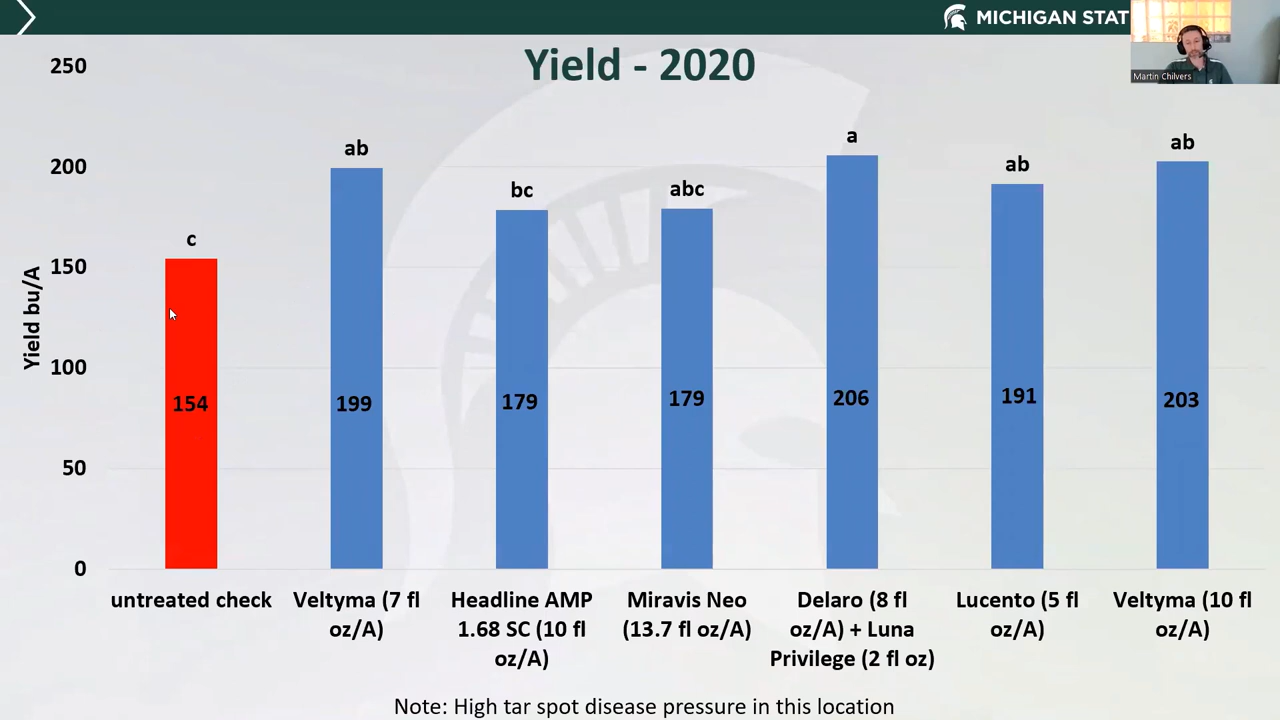 MICHIGAN STAT
Martin Chilvers
Yield - 2020
Yield bu/A
250
200
150
100
50
0
c
ab
bc
abc
a
ab
ab
154
199
179
179
206
191
203
untreated check
Veltyma (7 fl
oz/A)
Headline AMP
1.68 SC (10 fl
oz/A)
Miravis Neo
(13.7 fl oz/A)
Delaro (8 fl
oz/A) + Luna
Privilege (2 fl oz)
Lucento (5 fl
oz/A)
Veltyma (10 fl
oz/A)
Note: High tar spot disease pressure in this location